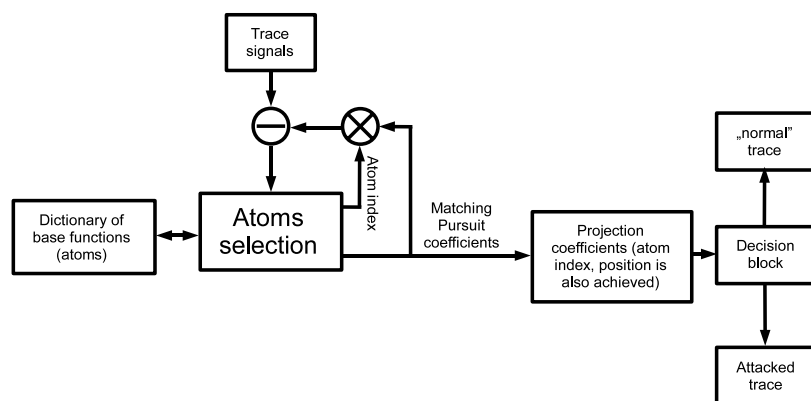 Trace
signals
„normal”
trace
Atom index
Dictionary of
base functions
(atoms)
Atoms
selection
Matching
Pursuit
coefficients
Projection
coefficients (atom
index, position is
also achieved)
Decision
block
Attacked
trace